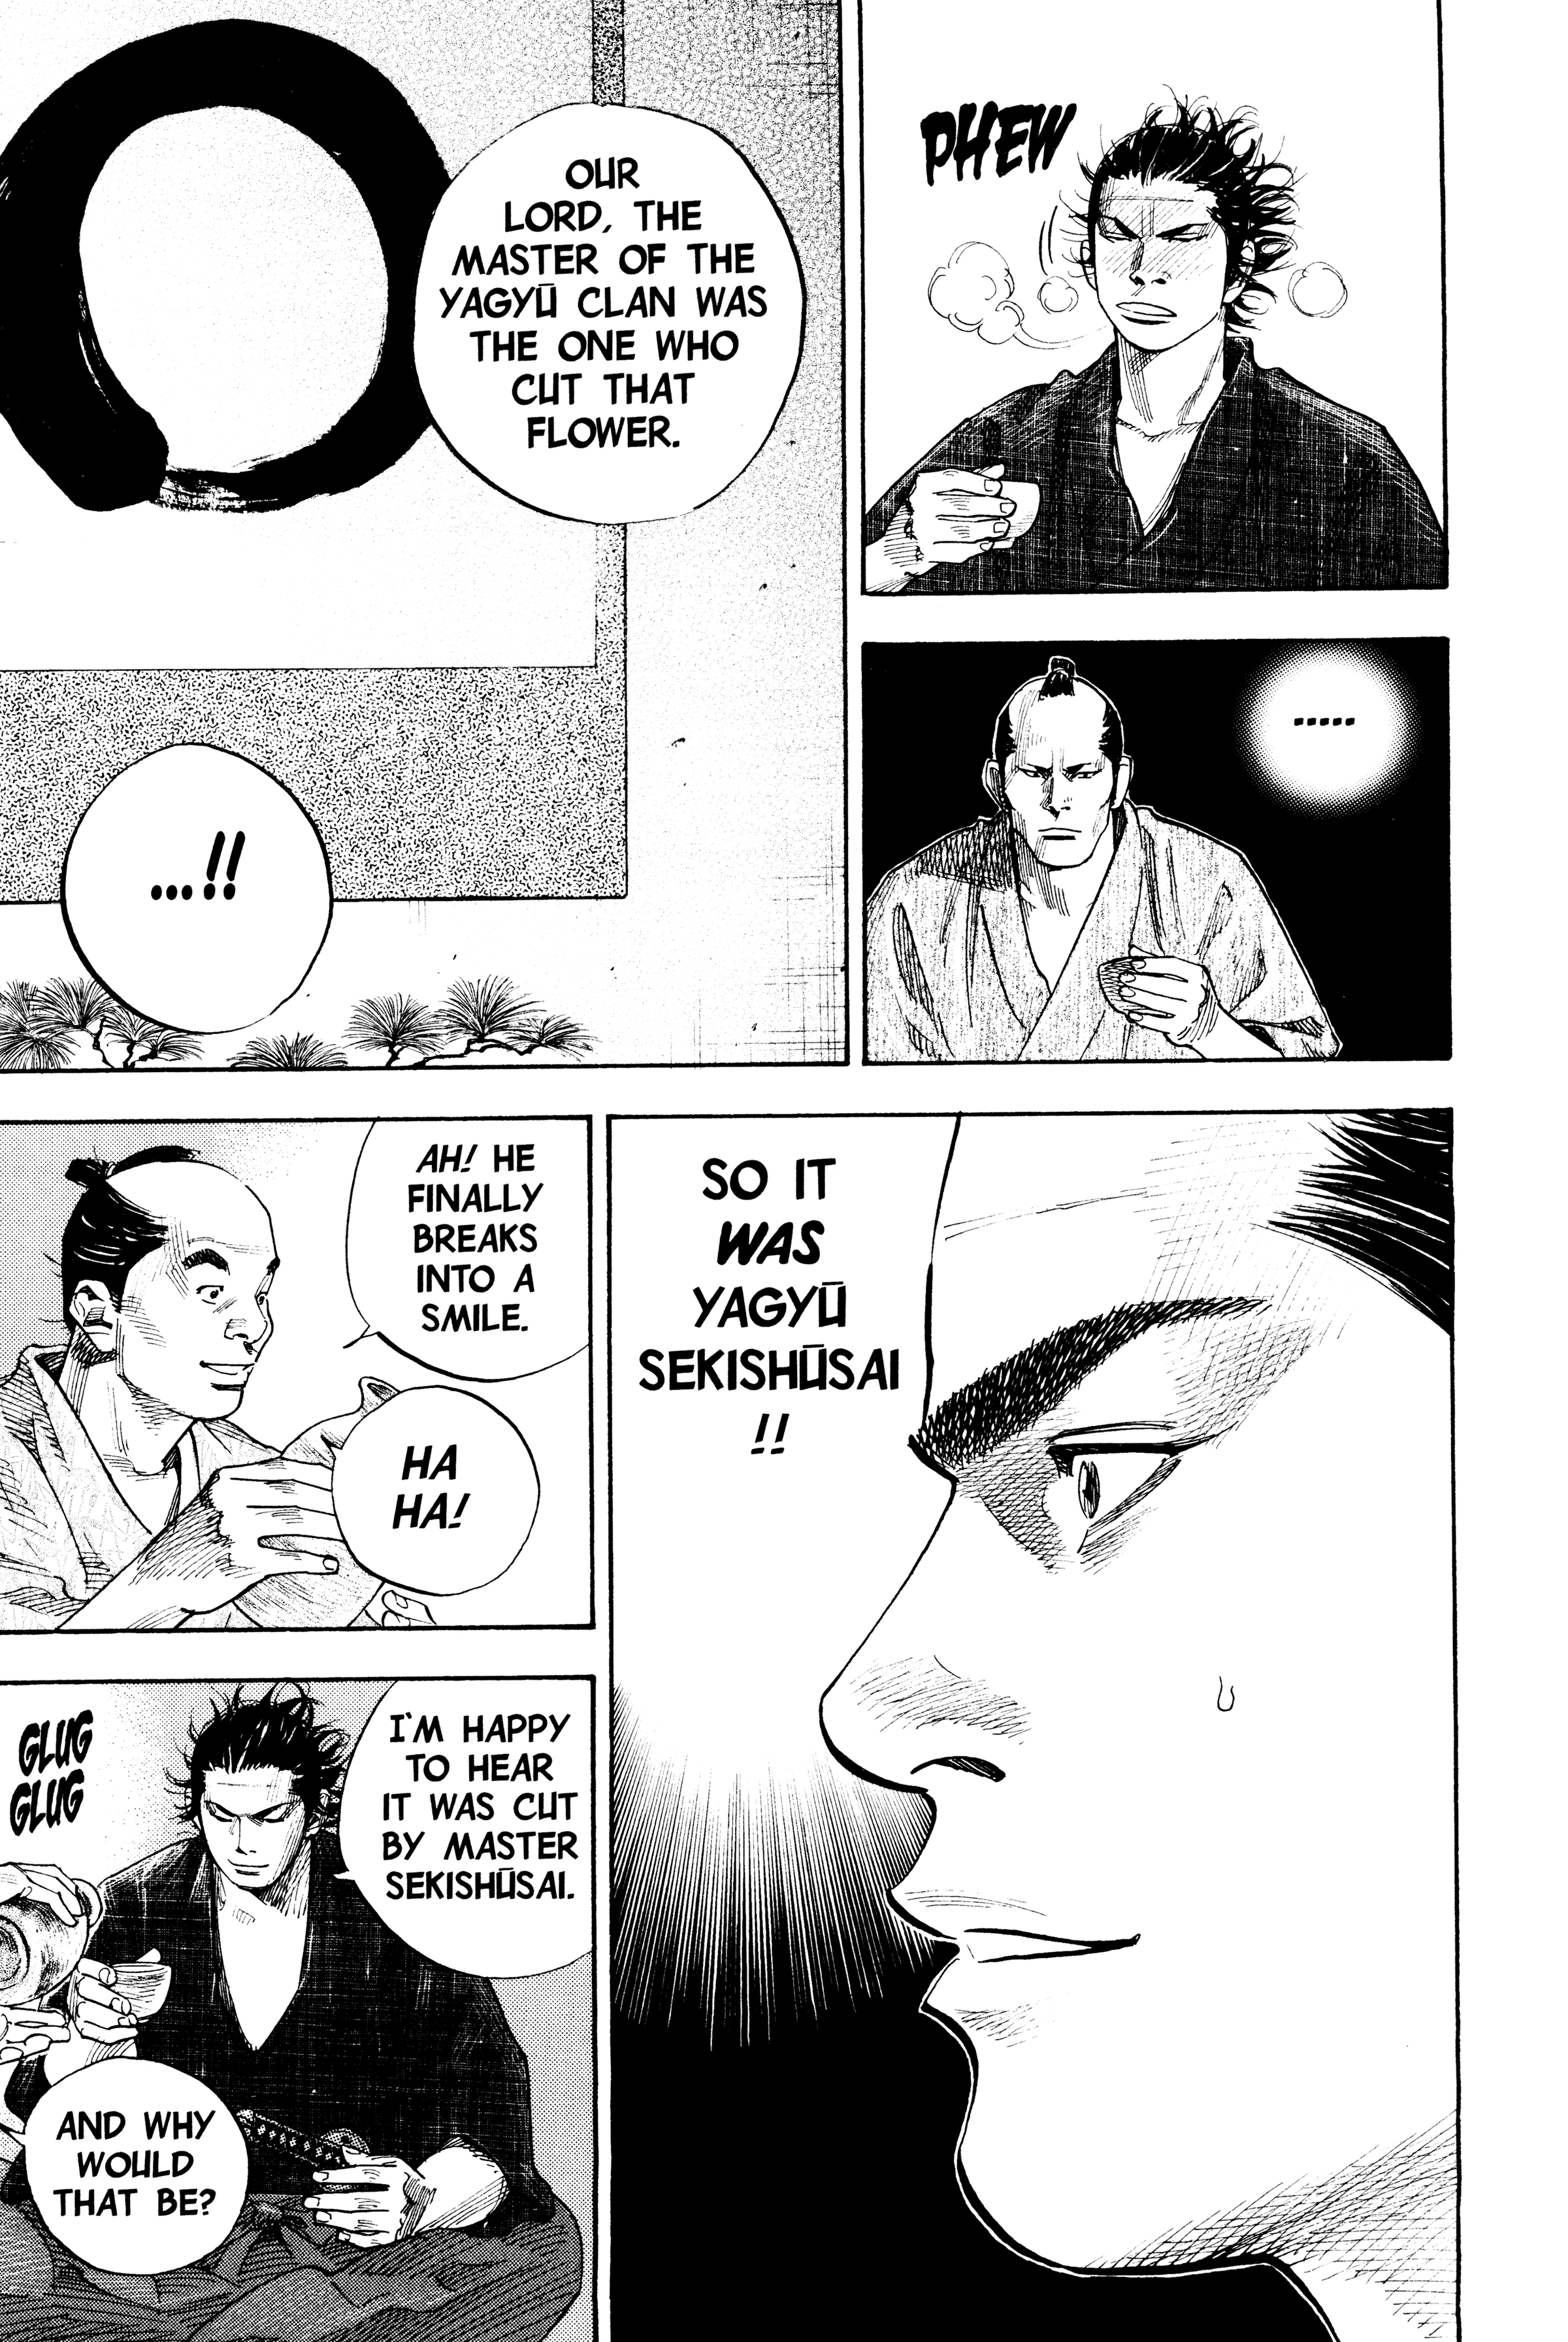 PHEW
.....
OUR
LORD, THE
MASTER OF THE
YAGYŪ CLAN WAS
THE ONE WHO
CUT THAT
FLOWER.
...!!
SO IT
WAS
YAGYŪ
SEKISHŪSAI
!!
AH! HE
FINALLY
BREAKS
INTO A
SMILE.
HA
HA!
I'M HAPPY
TO HEAR
IT WAS CUT
BY MASTER
SEKISHŪSAI.
GLUG
GLUG
AND WHY
WOULD
THAT BE?